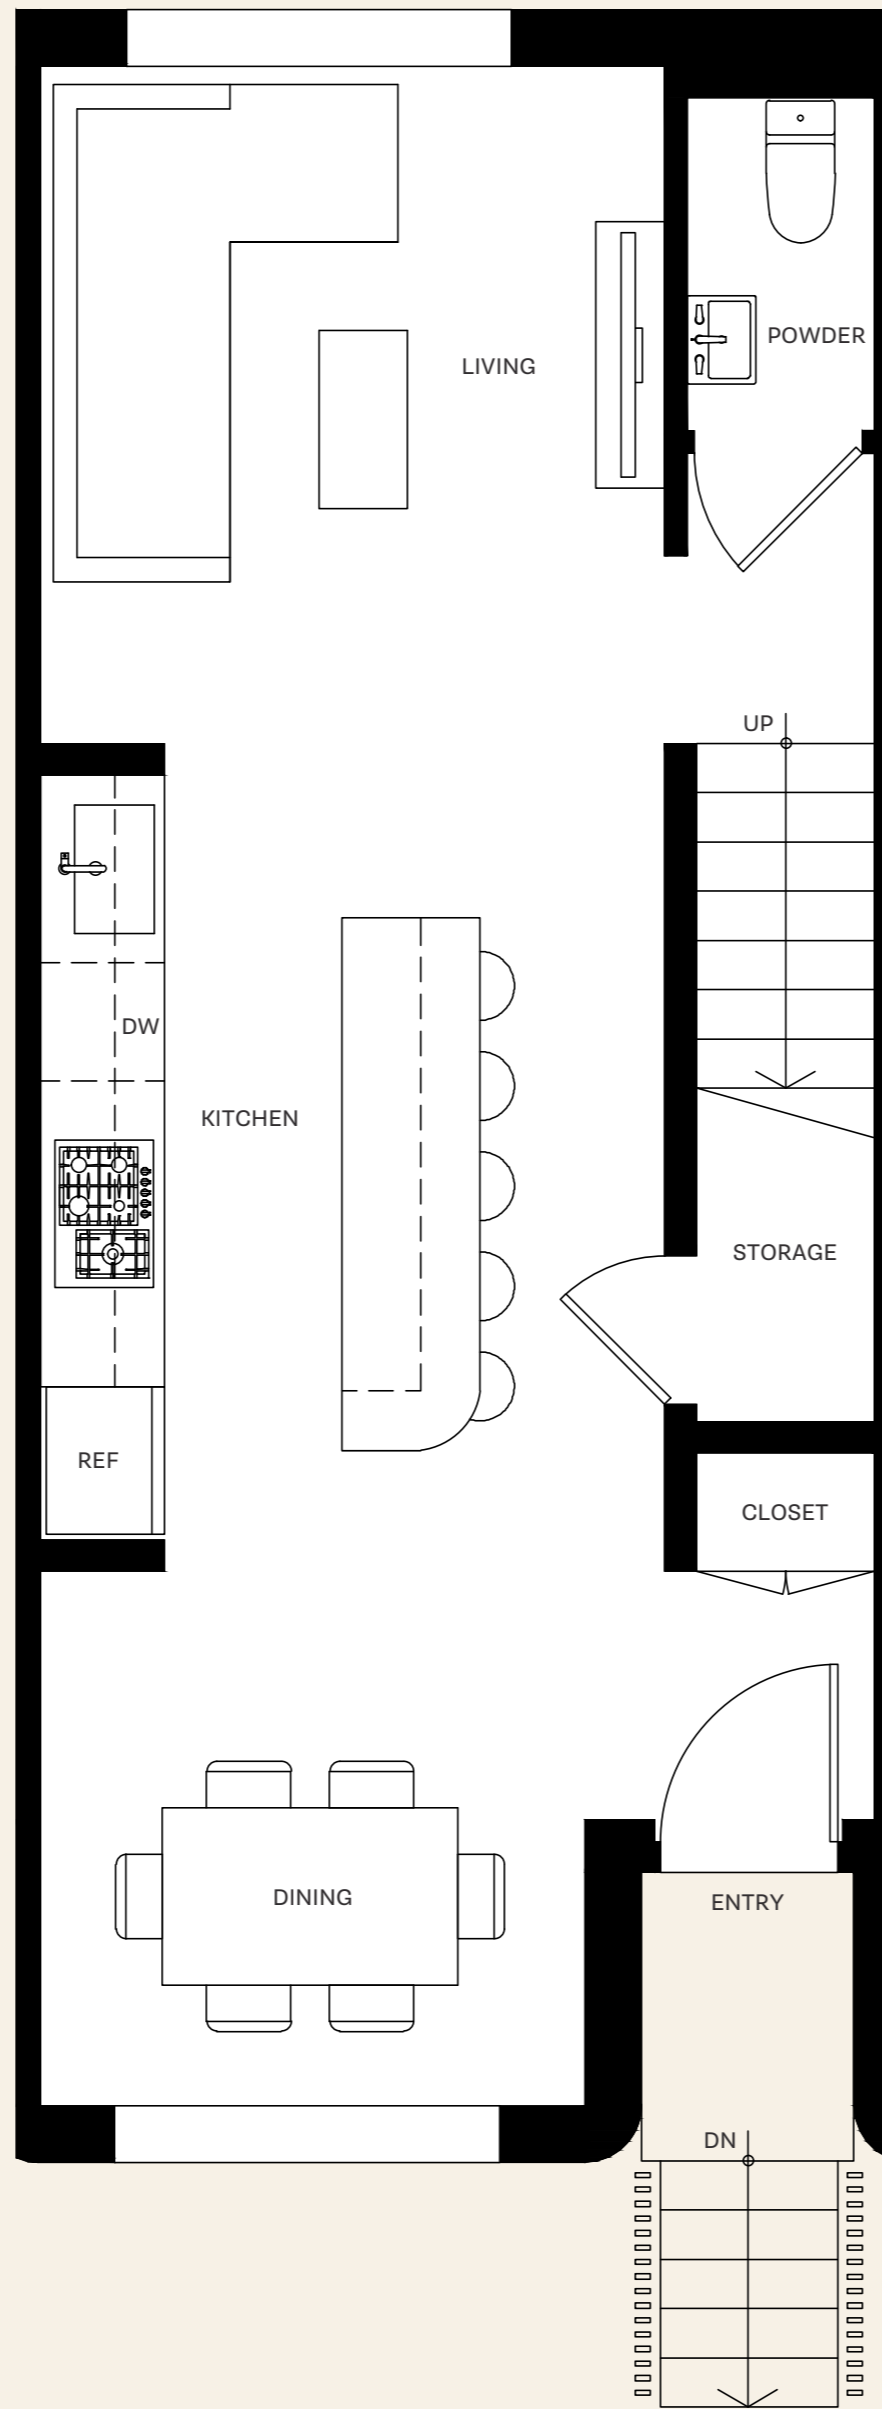 POWDER
LIVING
UP
DW
KITCHEN
STORAGE
REF
CLOSET
DINING
ENTRY
DN